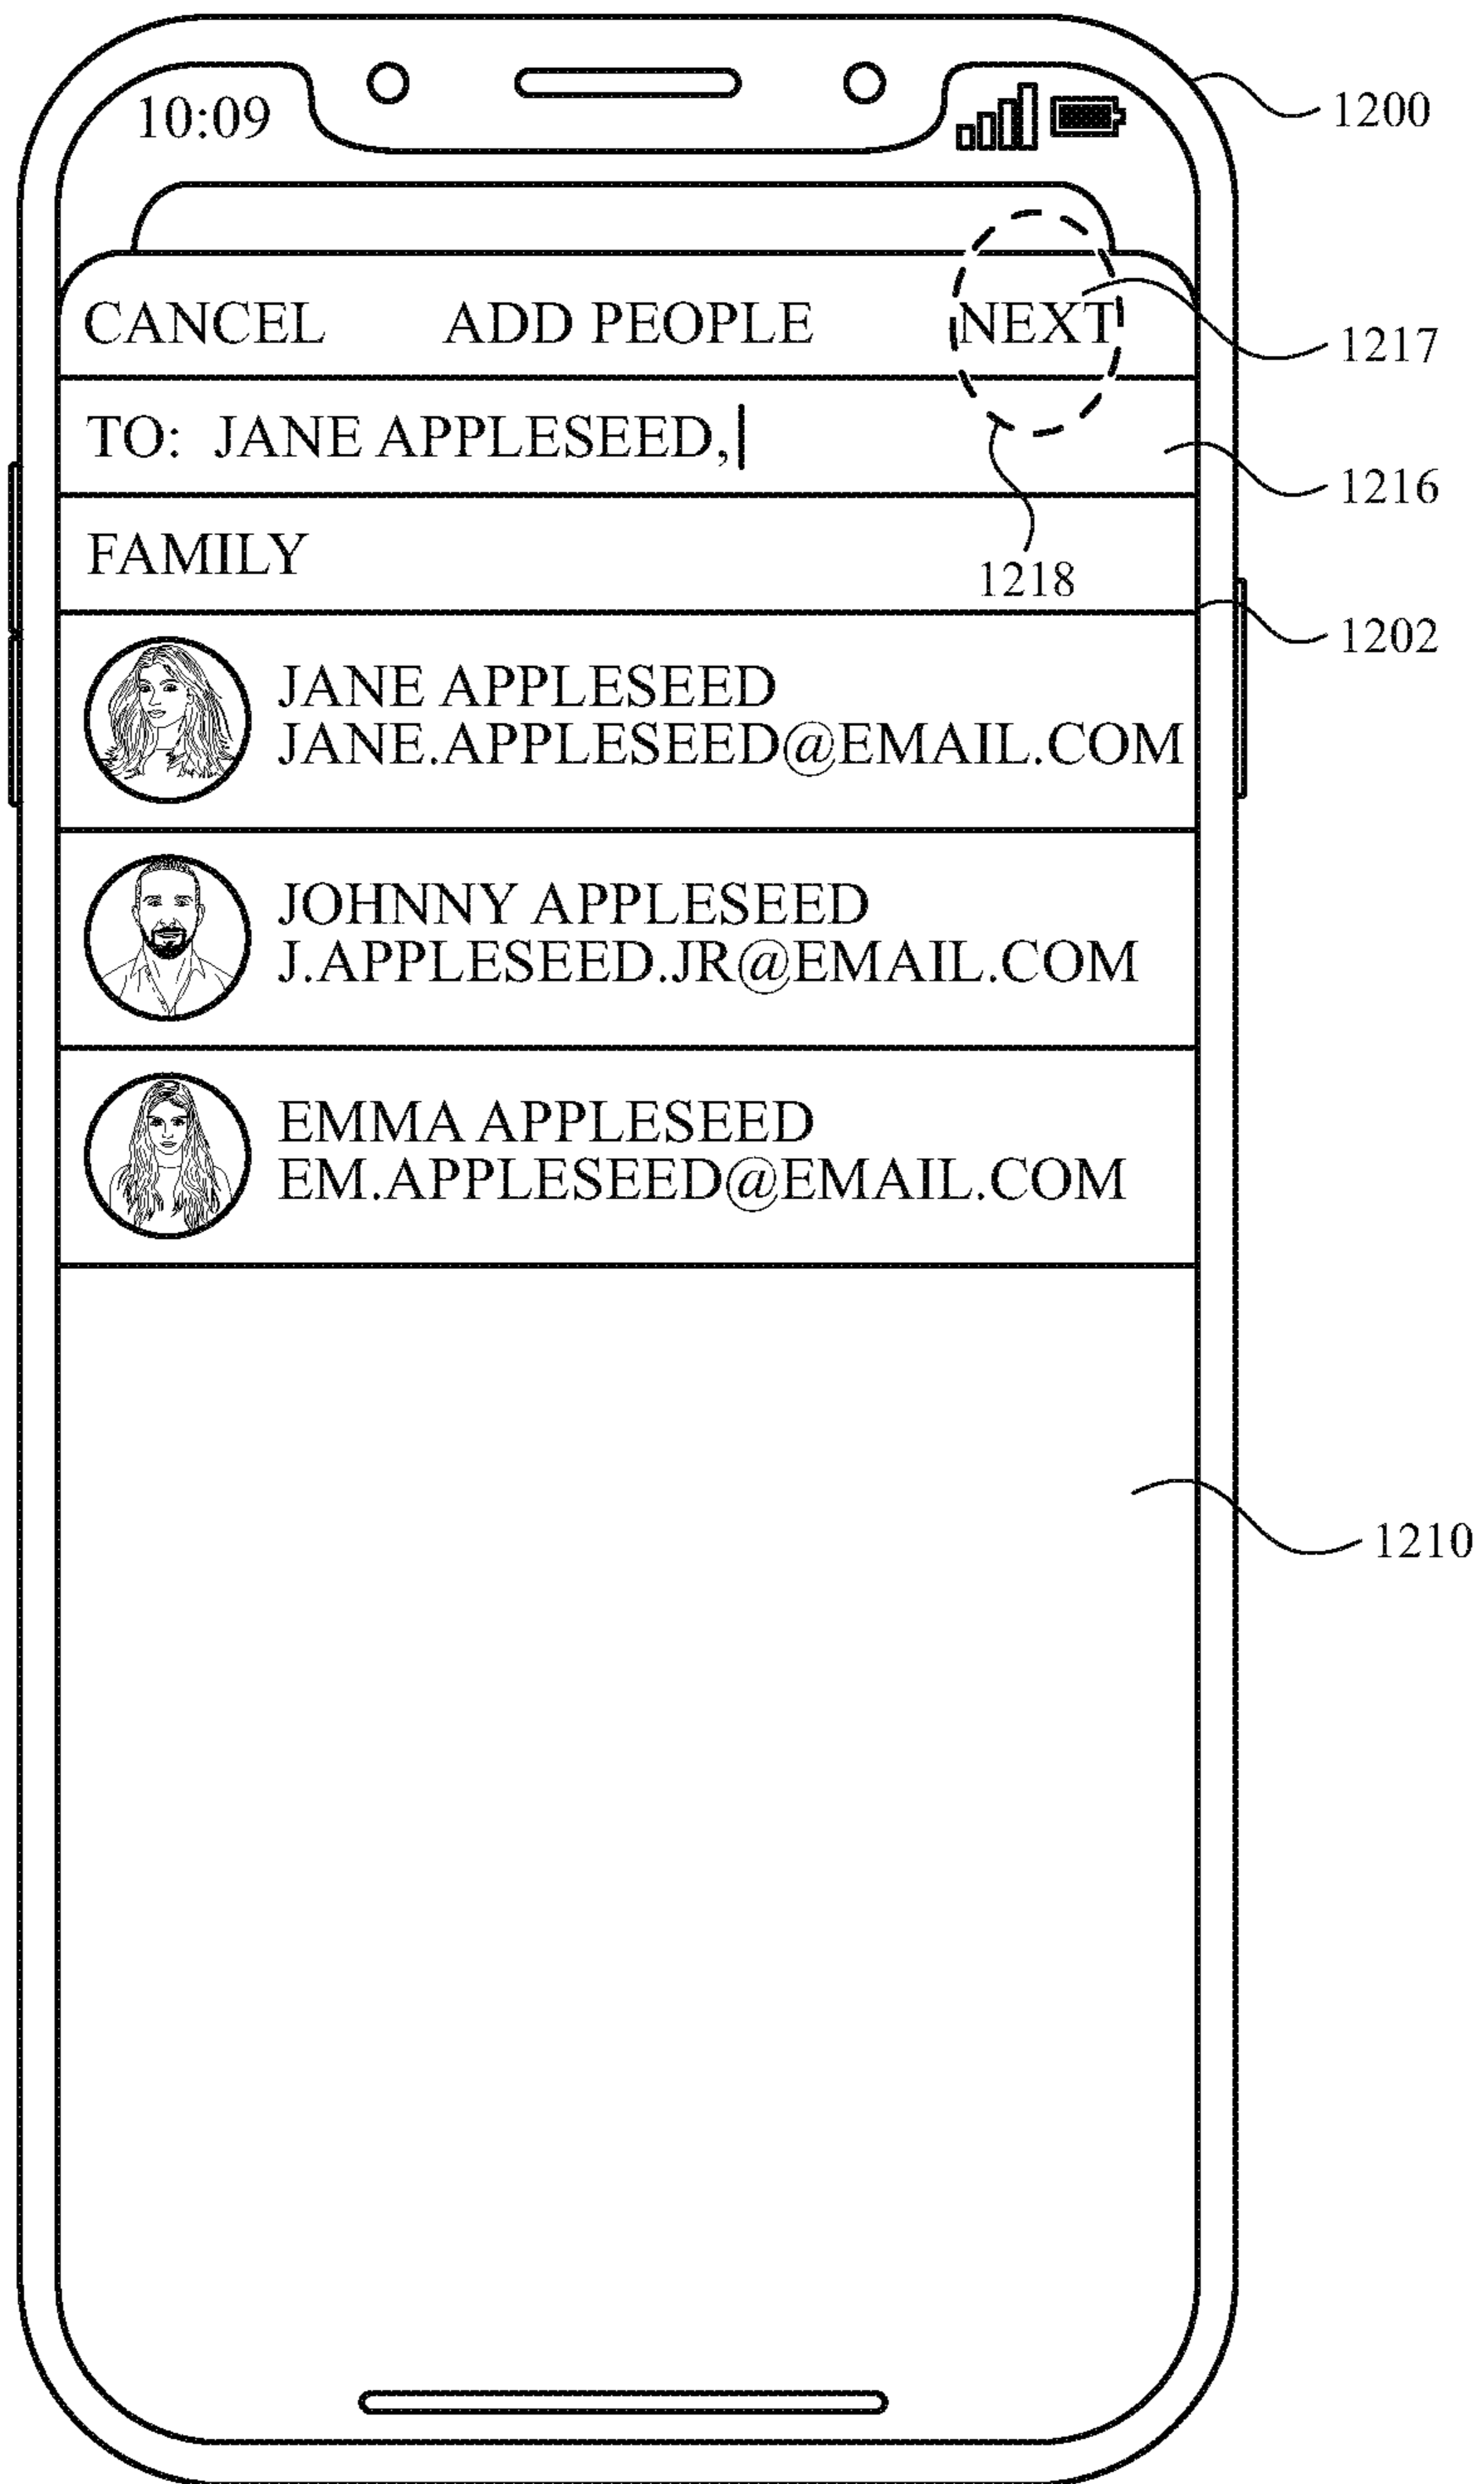 10:09
1200
CANCEL ADD PEOPLE NEXT
1217
TO: JANE APPLESEED,
1216
FAMILY
1218
1202
JANE APPLESEED
JANE.APPLESEED@EMAIL.COM
JOHNNY APPLESEED
J.APPLESEED.JR@EMAIL.COM
EMMA APPLESEED
EM.APPLESEED@EMAIL.COM
1210